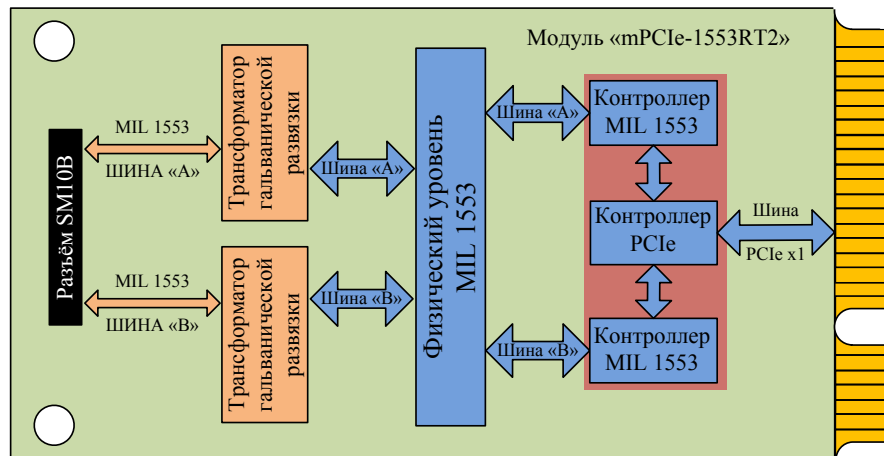 Модуль «mPCIe-1553RT2»
Разъём SM10B
MIL 1553
ШИНА «A»
MIL 1553
ШИНА «B»
Трансформатор
гальванической
развязки
Трансформатор
гальванической
развязки
Шина «A»
Шина «B»
Физический уровень
MIL 1553
Шина «A»
Шина «B»
Контроллер
MIL 1553
Контроллер
PCIe
Контроллер
MIL 1553
Шина
PCIe x1